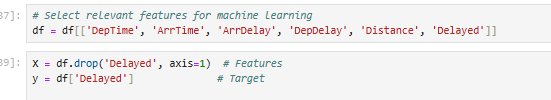 37]: # Select relevant features for machine learning
df = df[['DepTime', 'ArrTime', 'ArrDelay', 'DepDelay', 'Distance', 'Delayed']]
39]: X = df.drop('Delayed', axis=1) # Features
y = df['Delayed'] # Target